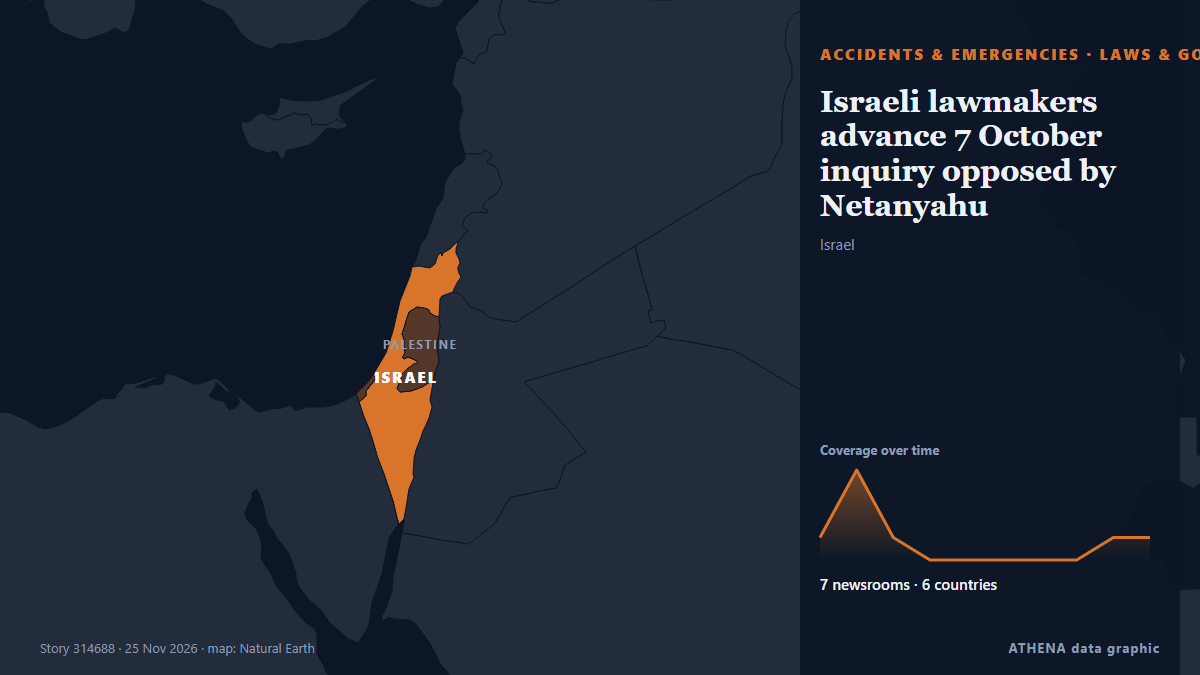 ACCIDENTS & EMERGENCIES · LAWS & GO
Israeli lawmakers
advance 7 October
inquiry opposed by
Netanyahu
Israel
PALESTINE
ISRAEL
Coverage over time
7 newsrooms · 6 countries
Story 314688 · 25 Nov 2026 · map: Natural Earth
ATHENA data graphic